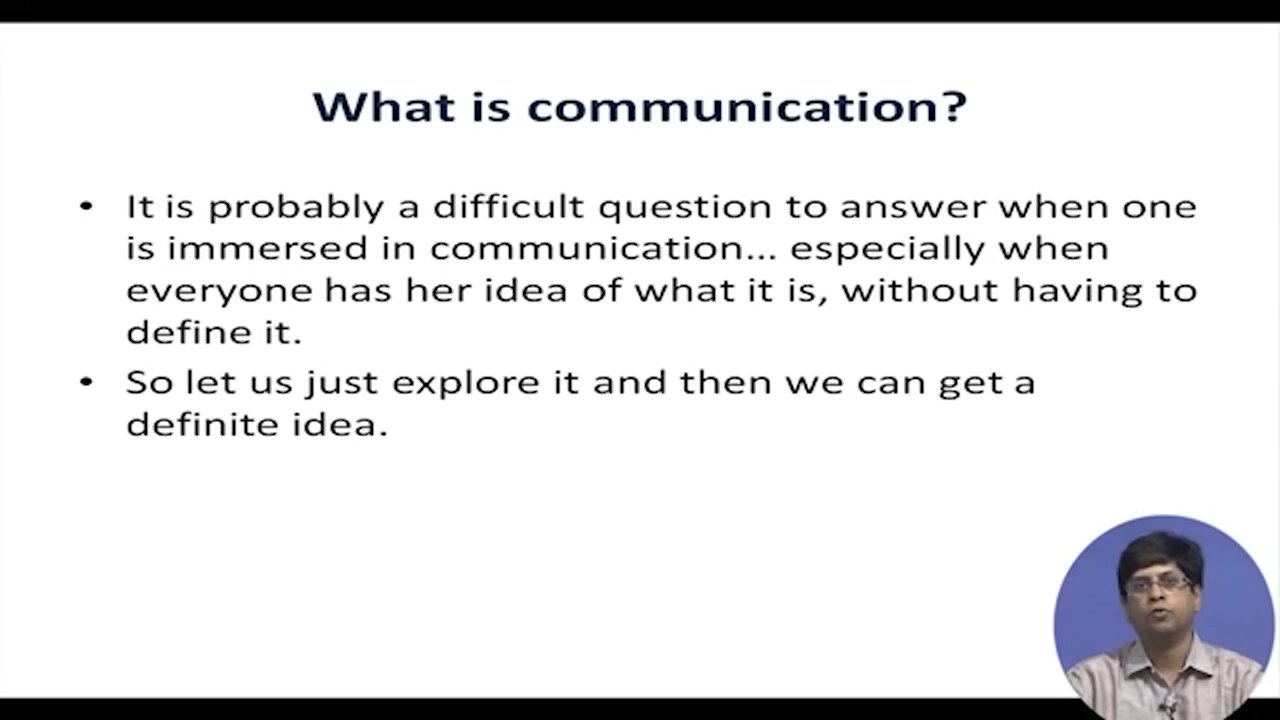 What is communication?
• It is probably a difficult question to answer when one
is immersed in communication... especially when
everyone has her idea of what it is, without having to
define it.
• So let us just explore it and then we can get a
definite idea.